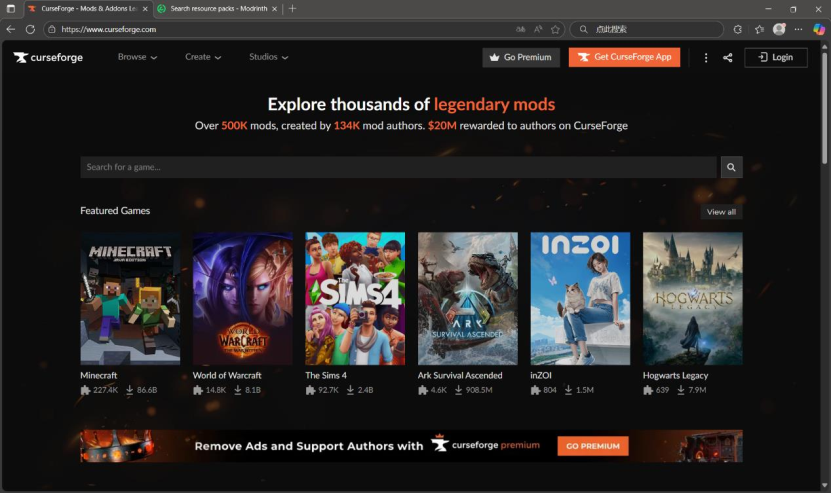 CurseForge - Mods & Addons Le
Search resource packs - Modrinth
https://www.curseforge.com
点此搜索
curseforge
Browse
Create
Studios
Go Premium
Get CurseForge App
Login
Explore thousands of legendary mods
Over 500K mods, created by 134K mod authors. $20M rewarded to authors on CurseForge
Search for a game...
Featured Games
View all
MINECRAFT
JAVA EDITION
WORLD OF
WARCRAFT
THE WAR WITHIN
THE
SIMS 4
ARK
SURVIVAL ASCENDED
inZOI
HOGWARTS
LEGACY
Minecraft
227.4K 86.6B
World of Warcraft
14.8K 8.1B
The Sims 4
92.7K 2.4B
Ark Survival Ascended
4.6K 908.5M
inZOI
804 1.5M
Hogwarts Legacy
639 7.9M
Remove Ads and Support Authors with curseforge premium
GO PREMIUM